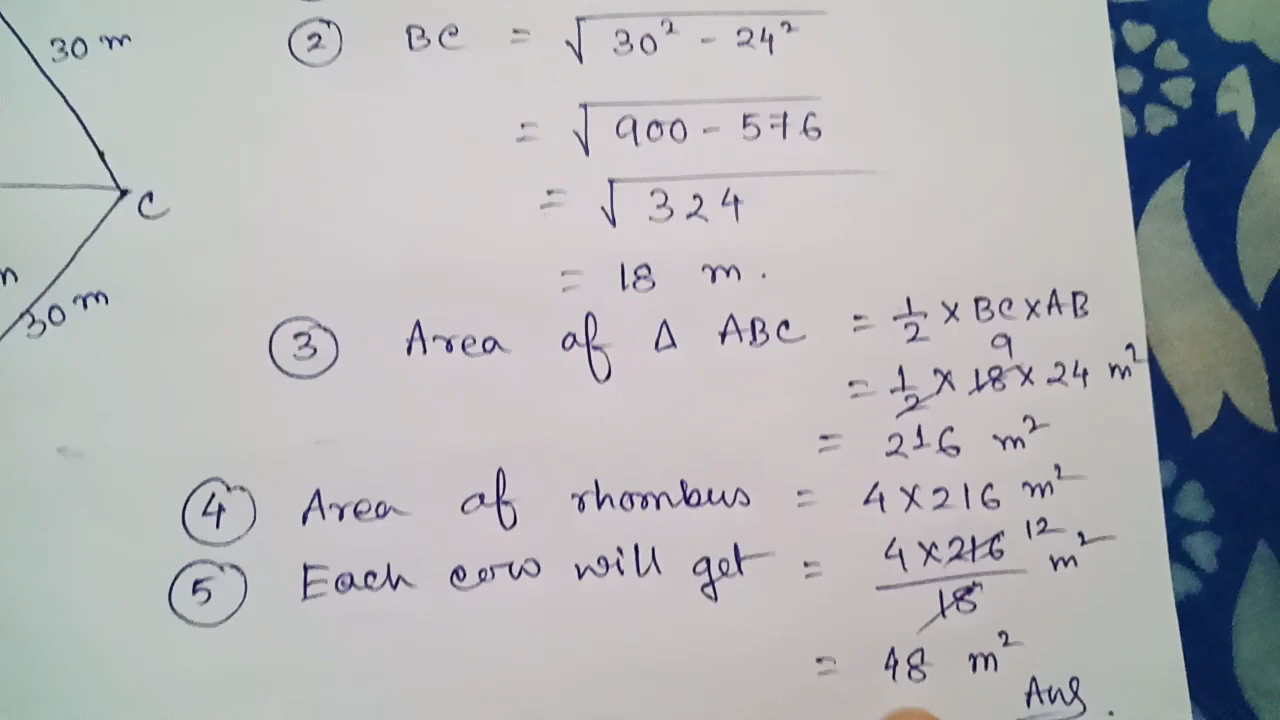 30 m
② BC = √30² - 24²
= √900 - 576
C
= √324
= 18 m.
30 m
③ Area of Δ ABC = 1/2 × BC × AB
9
= 1/2 × 18 × 24 m²
= 216 m²
④ Area of rhombus = 4 × 216 m²
⑤ Each cow will get = 4 × 216 12 / 18 m²
= 48 m²
Ans.